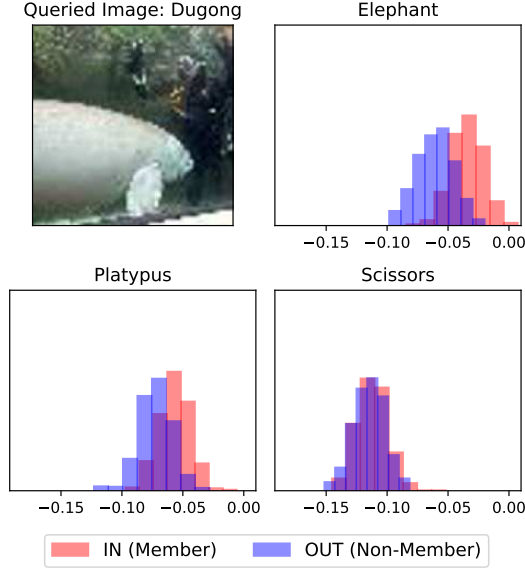 Queried Image: Dugong
Elephant
−0.15 −0.10 −0.05 0.00
Platypus
Scissors
−0.15 −0.10 −0.05 0.00
−0.15 −0.10 −0.05 0.00
IN (Member) OUT (Non-Member)